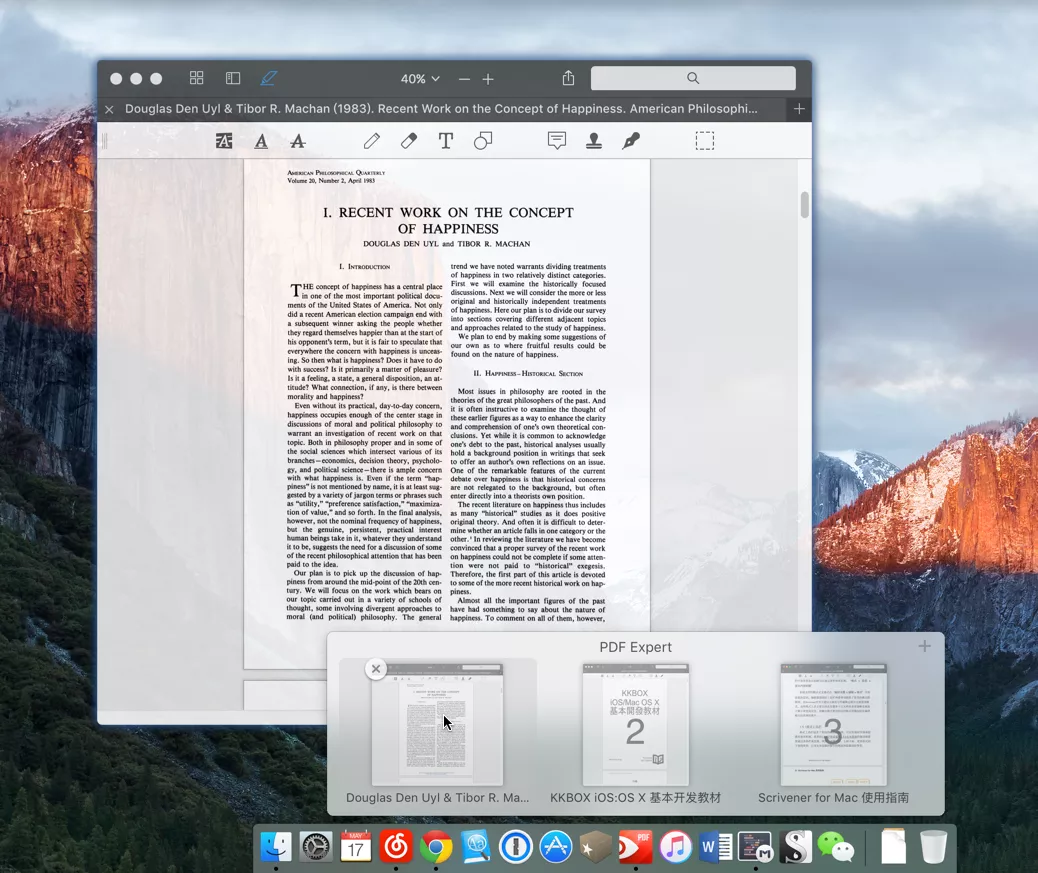 40%
Douglas Den Uyl & Tibor R. Machan (1983). Recent Work on the Concept of Happiness. American Philosophi...
A A A T
AMERICAN PHILOSOPHICAL QUARTERLY
Volume 20, Number 2, April 1983
I. RECENT WORK ON THE CONCEPT
OF HAPPINESS
DOUGLAS DEN UYL and TIBOR R. MACHAN
I. INTRODUCTION
THE concept of happiness has a central place
in one of the most important political docu-
ments of the United States of America. Not only
did a recent American election campaign end with
a subsequent winner asking the people whether
they regard themselves happier than at the start of
his opponent's term, but it is fair to speculate that
everywhere the concern with happiness is unceas-
ing. So then what is happiness? Does it have to do
with success? Is it primarily a matter of pleasure?
Is it a feeling, a state, a general disposition, an at-
titude? What connection, if any, is there between
morality and happiness?
Even without its practical, day-to-day concern,
happiness occupies enough of the center stage in
discussions of moral and political philosophy to
warrant an investigation of recent work on that
topic. Both in philosophy proper and in some of
the social sciences which intersect various of its
branches—economics, decision theory, psycholo-
gy, and political science—there is ample concern
with what happiness is. Even if the term "hap-
piness" is not mentioned by name, it is at least sug-
gested by a variety of jargon terms or phrases such
as "utility," "preference satisfaction," "maximiza-
tion of value," and so forth. In the final analysis,
however, not the nominal frequency of happiness,
but the genuine, persistent, practical interest
human beings take in it, whatever they understand
it to be, suggests the need for a discussion of some
of the recent philosophical attention that has been
paid to the idea.
Our plan is to pick up the discussion of hap-
piness from around the mid-point of the 20th cen-
tury. We will focus on the work which bears on
our topic carried out in a variety of schools of
thought, some involving divergent approaches to
moral (and political) philosophy. The general
trend we have noted warrants dividing treatments
of happiness in two relatively distinct categories.
First we will examine the historically focused
discussions. Next we will consider the more or less
original and historically independent treatments
of happiness. Here our plan is to divide our survey
into sections covering different adjacent topics
and approaches related to the study of happiness.
We plan to end by making some suggestions of
our own as to where fruitful results could be
found on the nature of happiness.
II. HAPPINESS–HISTORICAL SECTION
Most issues in philosophy are rooted in the
theories of the great philosophers of the past. And
it is often instructive to examine the thought of
these earlier figures as a way to enhance the clarity
and comprehension of one's own theoretical con-
clusions. Yet while it is common to acknowledge
one's debt to the past, historical analyses usually
hold a background position in writings that seek
to offer an author's own reflections on an issue.
One of the remarkable features of the current
debate over happiness is that historical concerns
are not relegated to the background, but often
enter directly into a theorists own position.
The recent literature on happiness thus includes
as many "historical" studies as it does positive
original theory. And often it is difficult to deter-
mine whether an article falls in one category or the
other.¹ In reviewing the literature we have become
convinced that a proper survey of the recent work
on happiness could not be complete if some atten-
tion were not paid to "historical" exegesis.
Therefore, the first part of this article is devoted
to some of the more recent historical work on hap-
piness.
Almost all the important figures of the past
have had something to say about the nature of
happiness. To comment on all of them, however,
PDF Expert
KKBOX
iOS/Mac OS X
基本開發教材
2
3
Douglas Den Uyl & Tibor R. Ma...
KKBOX iOS:OS X 基本开发教材
Scrivener for Mac 使用指南
MAY
17
PDF